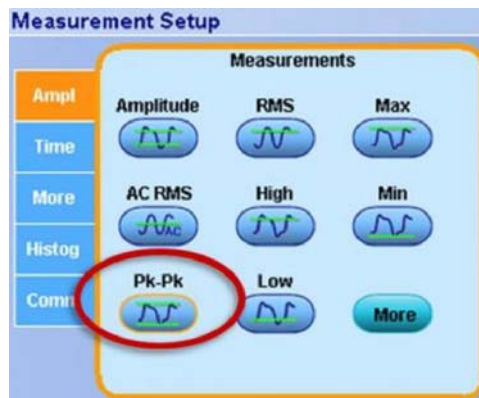 Measurement Setup
Measurements
Ampl
Time
More
Histog
Comm
Amplitude RMS Max
AC RMS High Min
AC
Pk-Pk Low
More